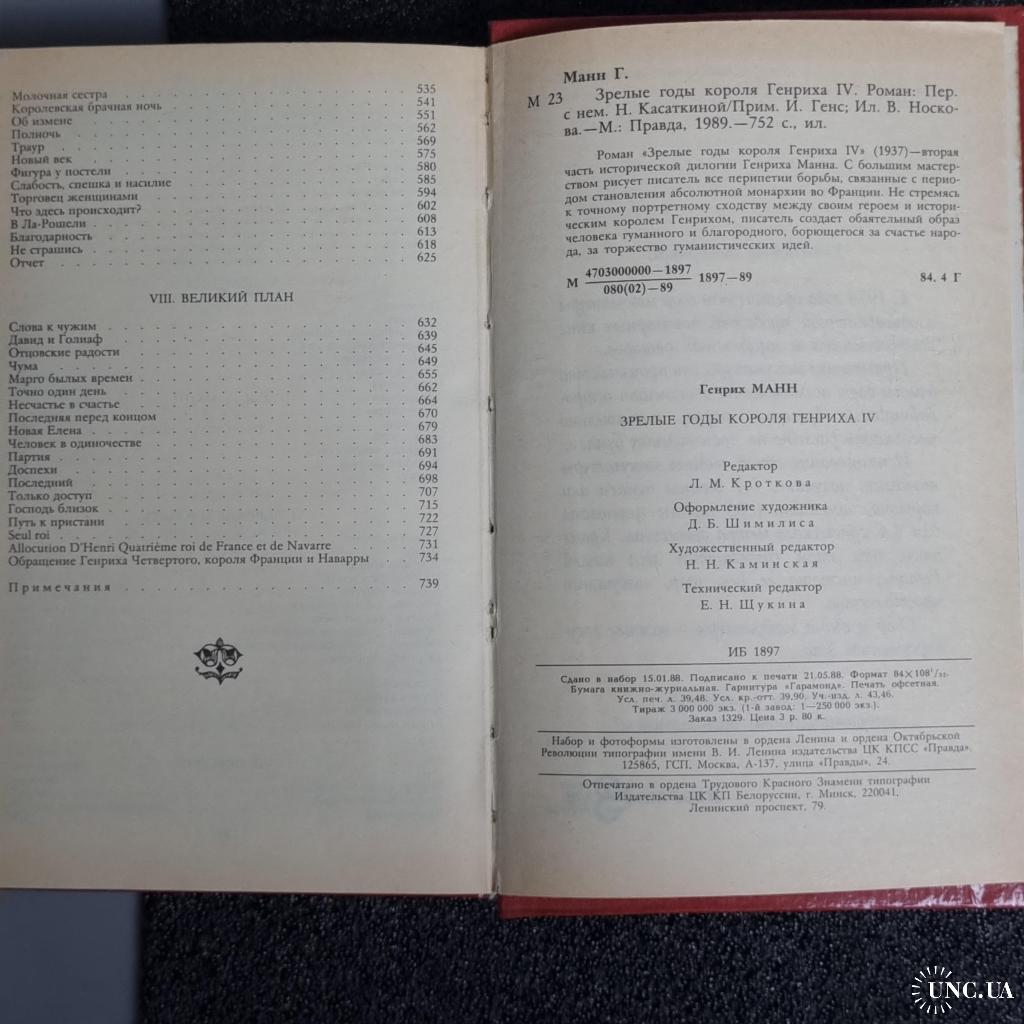 Молочная сестра . . . 535
Королевская брачная ночь . . . 541
Об измене . . . 551
Полночь . . . 562
Траур . . . 569
Новый век . . . 575
Фигура у постели . . . 580
Слабость, спешка и насилие . . . 585
Торговец женщинами . . . 594
Что здесь происходит? . . . 602
В Ла-Рошели . . . 608
Благодарность . . . 613
Не страшись . . . 618
Отчет . . . 625
VIII. ВЕЛИКИЙ ПЛАН
Слова к чужим . . . 632
Давид и Голиаф . . . 639
Отцовские радости . . . 645
Чума . . . 649
Марго былых времен . . . 655
Точно один день . . . 662
Несчастье в счастье . . . 664
Последняя перед концом . . . 670
Новая Елена . . . 679
Человек в одиночестве . . . 683
Партия . . . 691
Доспехи . . . 694
Последний . . . 698
Только доступ . . . 707
Господь близок . . . 715
Путь к пристани . . . 722
Seul roi . . . 727
Allocution D'Henri Quatrième roi de France et de Navarre . . . 731
Обращение Генриха Четвертого, короля Франции и Наварры . . . 734
Примечания . . . 739
Манн Г.
М 23 Зрелые годы короля Генриха IV. Роман: Пер.
с нем. Н. Касаткиной/Прим. И. Генс; Ил. В. Носко-
ва.—М.: Правда, 1989.—752 с., ил.
Роман «Зрелые годы короля Генриха IV» (1937)—вторая
часть исторической дилогии Генриха Манна. С большим мастер-
ством рисует писатель все перипетии борьбы, связанные с перио-
дом становления абсолютной монархии во Франции. Не стремясь
к точному портретному сходству между своим героем и истори-
ческим королем Генрихом, писатель создает обаятельный образ
человека гуманного и благородного, борющегося за счастье наро-
да, за торжество гуманистических идей.
М 4703000000—1897 1897—89 84. 4 Г
080(02)—89
Генрих МАНН
ЗРЕЛЫЕ ГОДЫ КОРОЛЯ ГЕНРИХА IV
Редактор
Л. М. Кроткова
Оформление художника
Д. Б. Шимилиса
Художественный редактор
Н. Н. Каминская
Технический редактор
Е. Н. Щукина
ИБ 1897
Сдано в набор 15.01.88. Подписано к печати 21.05.88. Формат 84×108¹/₃₂.
Бумага книжно-журнальная. Гарнитура «Гарамонд». Печать офсетная.
Усл. печ. л. 39,48. Усл. кр.-отт. 39,90. Уч.-изд. л. 43,46.
Тираж 3 000 000 экз. (1-й завод: 1—250 000 экз.).
Заказ 1329. Цена 3 р. 80 к.
Набор и фотоформы изготовлены в ордена Ленина и ордена Октябрьской
Революции типографии имени В. И. Ленина издательства ЦК КПСС «Правда».
125865, ГСП, Москва, А-137, улица «Правды», 24.
Отпечатано в ордена Трудового Красного Знамени типографии
Издательства ЦК КП Белоруссии, г. Минск, 220041,
Ленинский проспект, 79.
UNC.UA